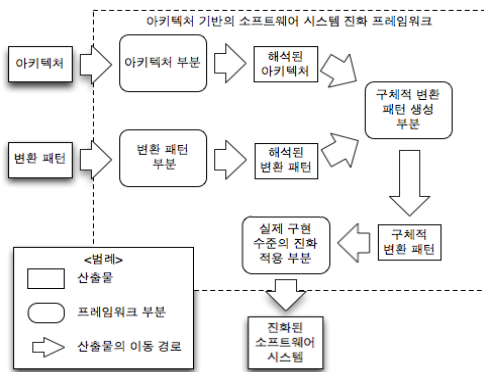 아키텍처 기반의 소프트웨어 시스템 진화 프레임워크
아키텍처
아키텍처 부분
해석된
아키텍처
구체적 변환
패턴 생성
부분
변환 패턴
변환 패턴
부분
해석된
변환 패턴
실제 구현
수준의 진화
적용 부분
구체적
변환 패턴
<범례>
산출물
프레임워크 부분
산출물의 이동 경로
진화된
소프트웨어
시스템